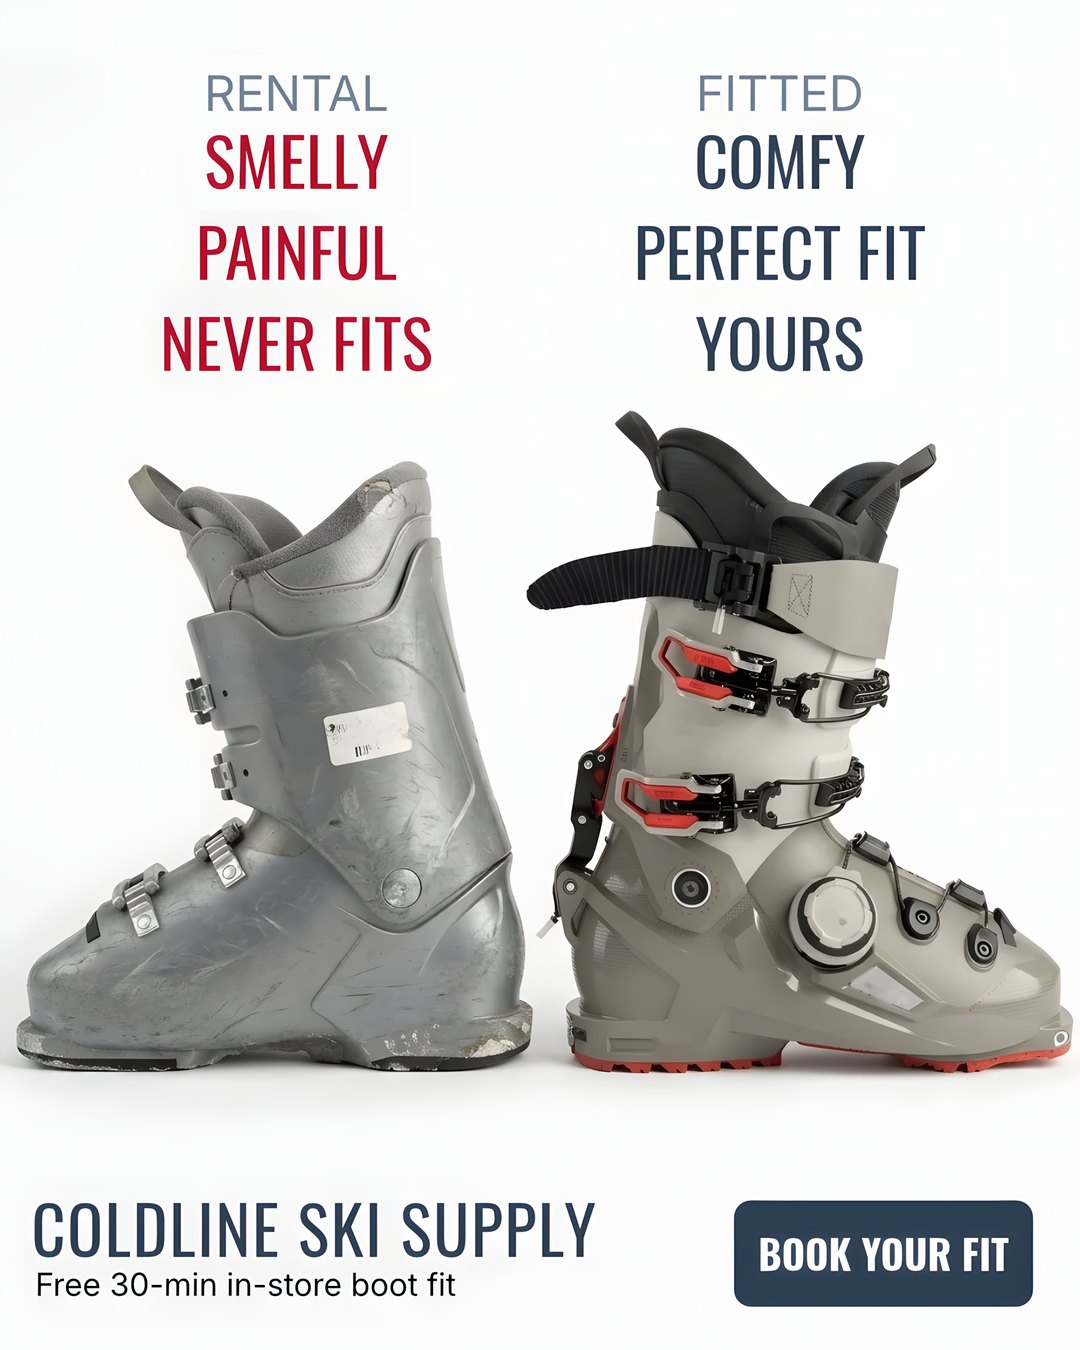 RENTAL
SMELLY
PAINFUL
NEVER FITS
FITTED
COMFY
PERFECT FIT
YOURS
COLDLINE SKI SUPPLY
Free 30-min in-store boot fit
BOOK YOUR FIT